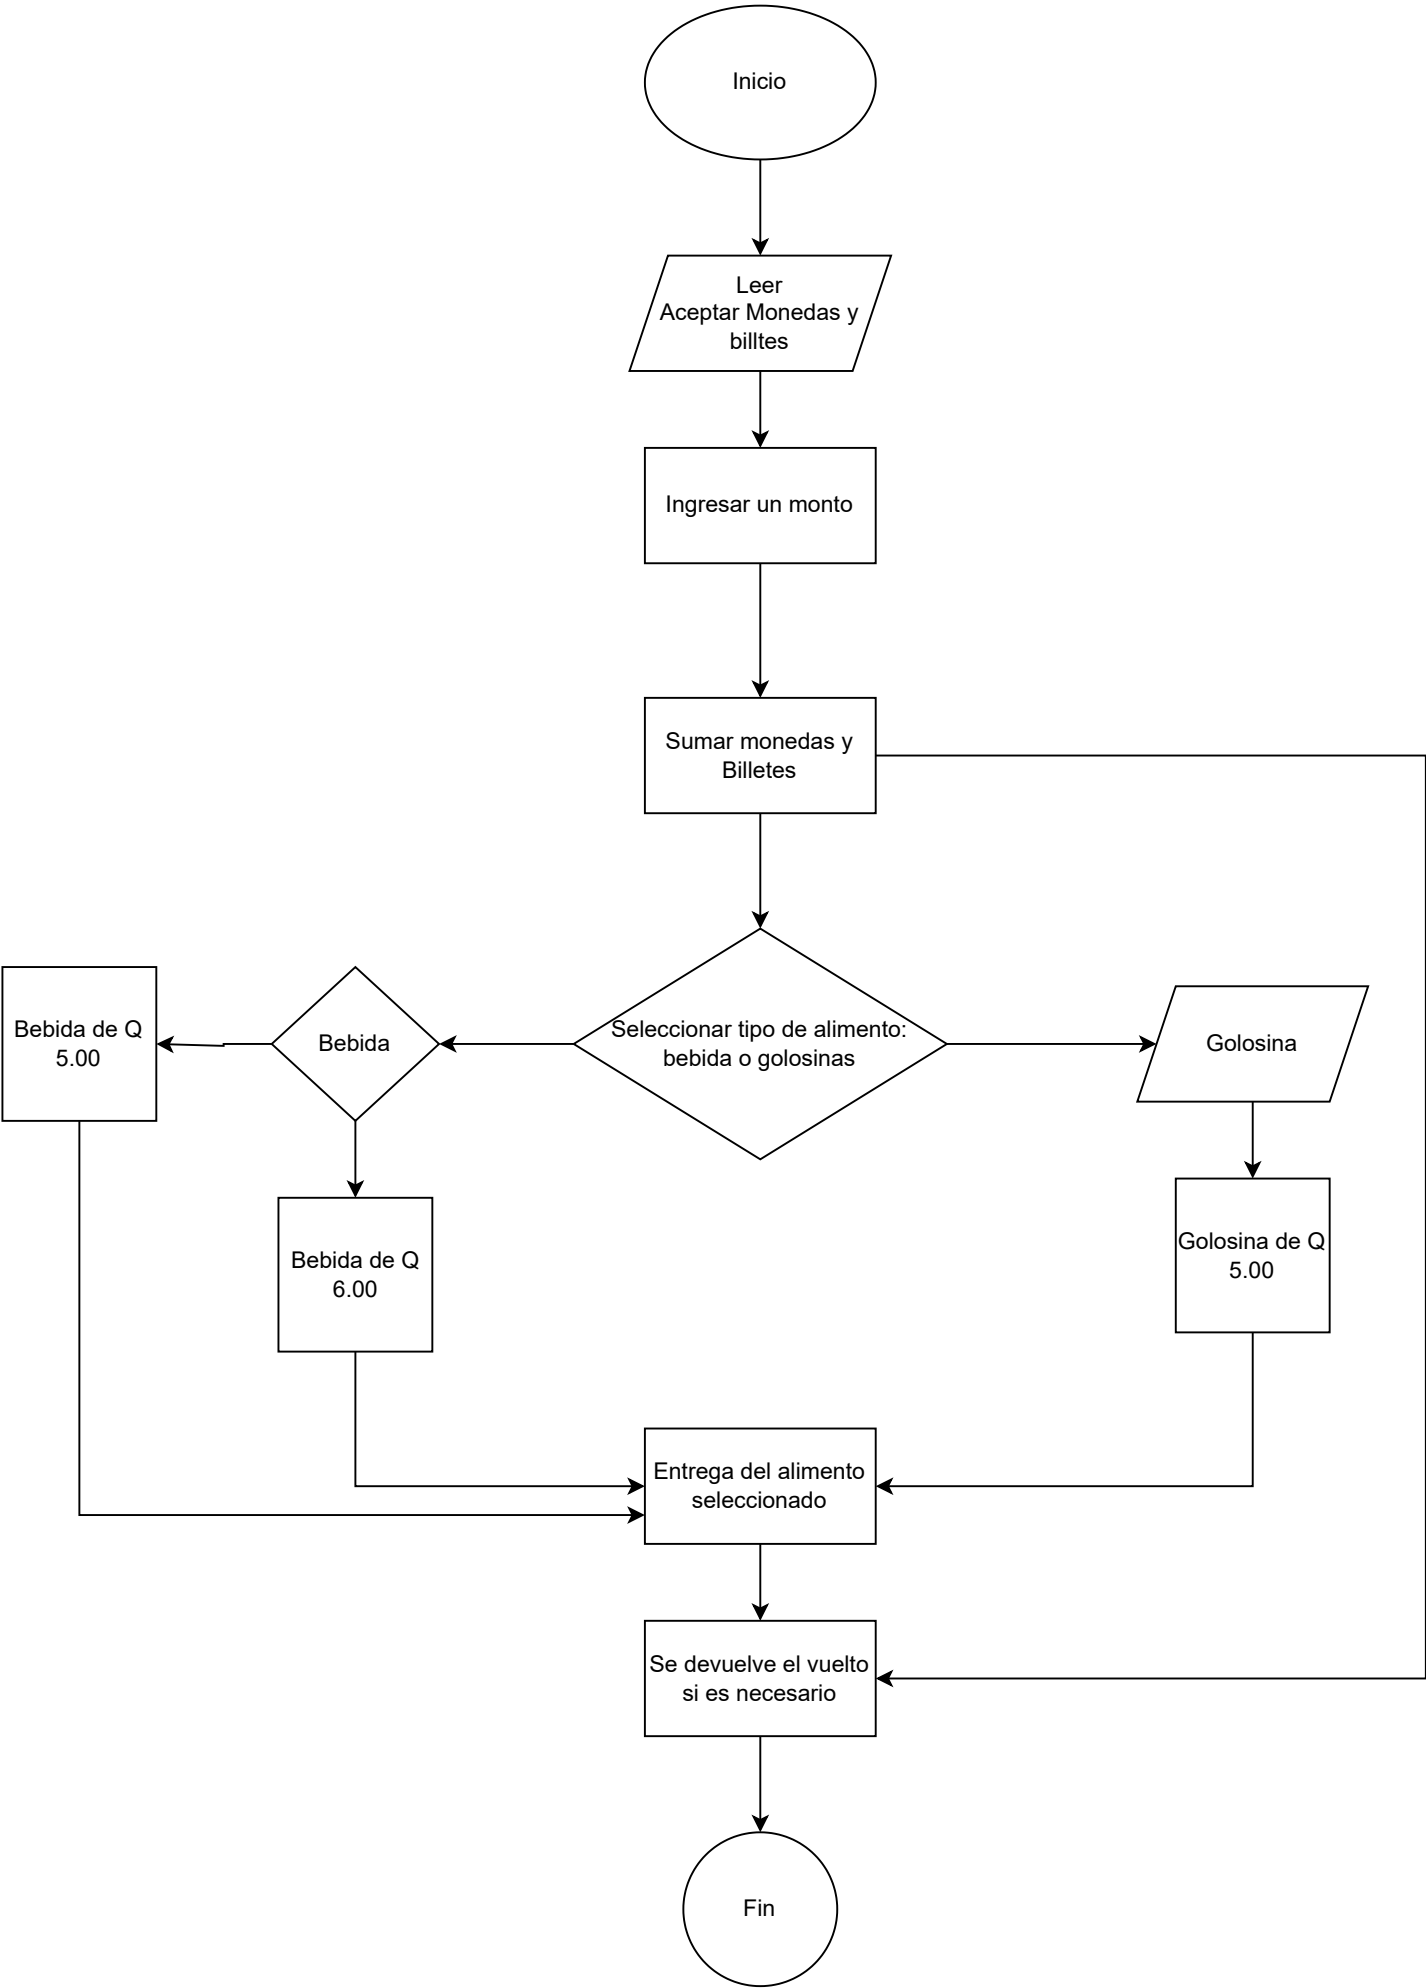 Inicio
Leer
Aceptar Monedas y
billtes
Ingresar un monto
Sumar monedas y
Billetes
Bebida de Q
5.00
Bebida
Seleccionar tipo de alimento:
bebida o golosinas
Golosina
Bebida de Q
6.00
Golosina de Q
5.00
Entrega del alimento
seleccionado
Se devuelve el vuelto
si es necesario
Fin